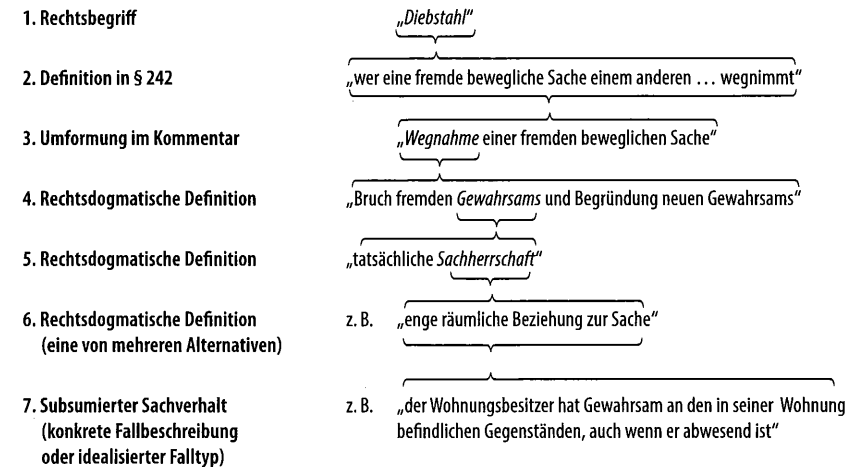 1. Rechtsbegriff „Diebstahl“
2. Definition in § 242 „wer eine fremde bewegliche Sache einem anderen … wegnimmt“
3. Umformung im Kommentar „Wegnahme einer fremden beweglichen Sache“
4. Rechtsdogmatische Definition „Bruch fremden Gewahrsams und Begründung neuen Gewahrsams“
5. Rechtsdogmatische Definition „tatsächliche Sachherrschaft“
6. Rechtsdogmatische Definition z. B. „enge räumliche Beziehung zur Sache“
(eine von mehreren Alternativen)
7. Subsumierter Sachverhalt z. B. „der Wohnungsbesitzer hat Gewahrsam an den in seiner Wohnung
(konkrete Fallbeschreibung befindlichen Gegenständen, auch wenn er abwesend ist“
oder idealisierter Falltyp)